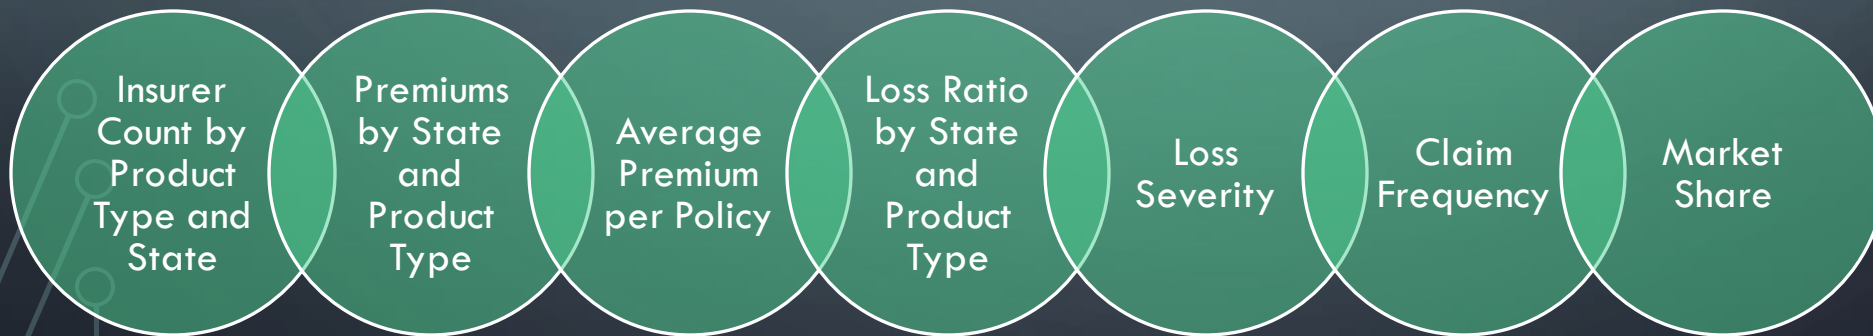 Insurer
Count by
Product
Type and
State
Premiums
by State
and
Product
Type
Average
Premium
per Policy
Loss Ratio
by State
and
Product
Type
Loss
Severity
Claim
Frequency
Market
Share